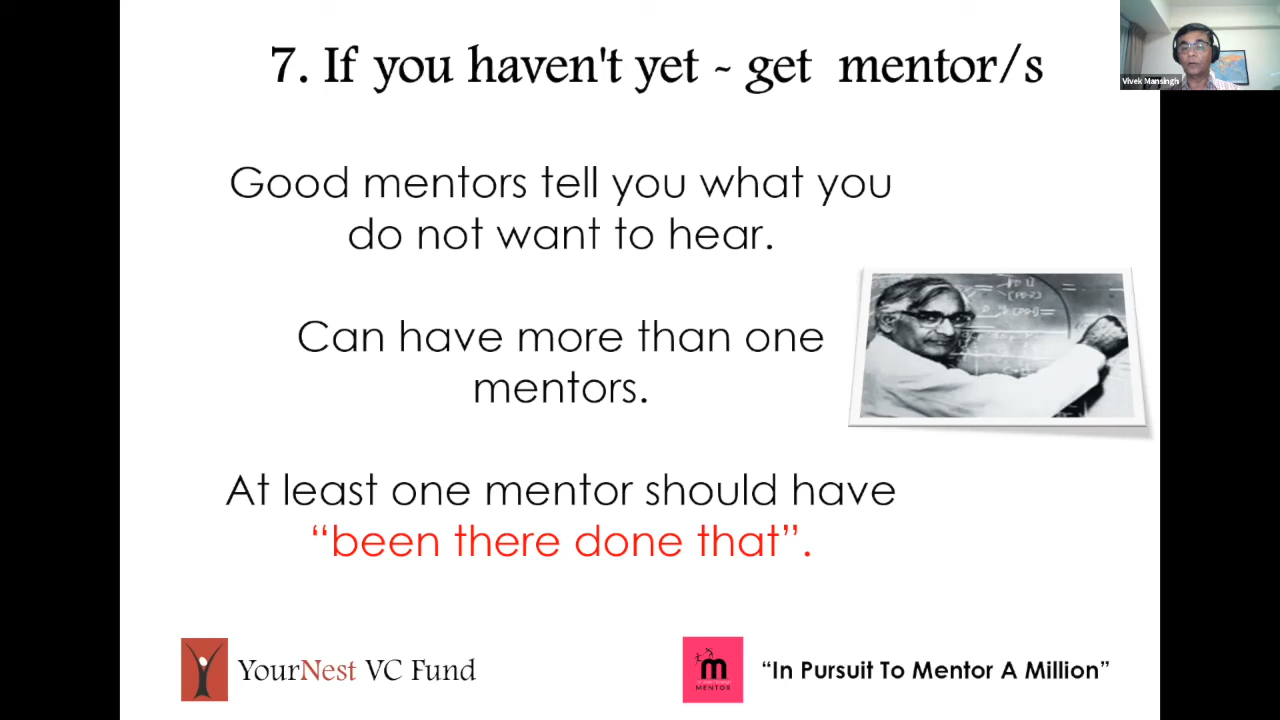 7. If you haven't yet ~ get mentor/s
Vivek Mansingh
Good mentors tell you what you
do not want to hear.
Can have more than one
mentors.
At least one mentor should have
“been there done that”.
YourNest VC Fund
m
MENTOR
“In Pursuit To Mentor A Million”